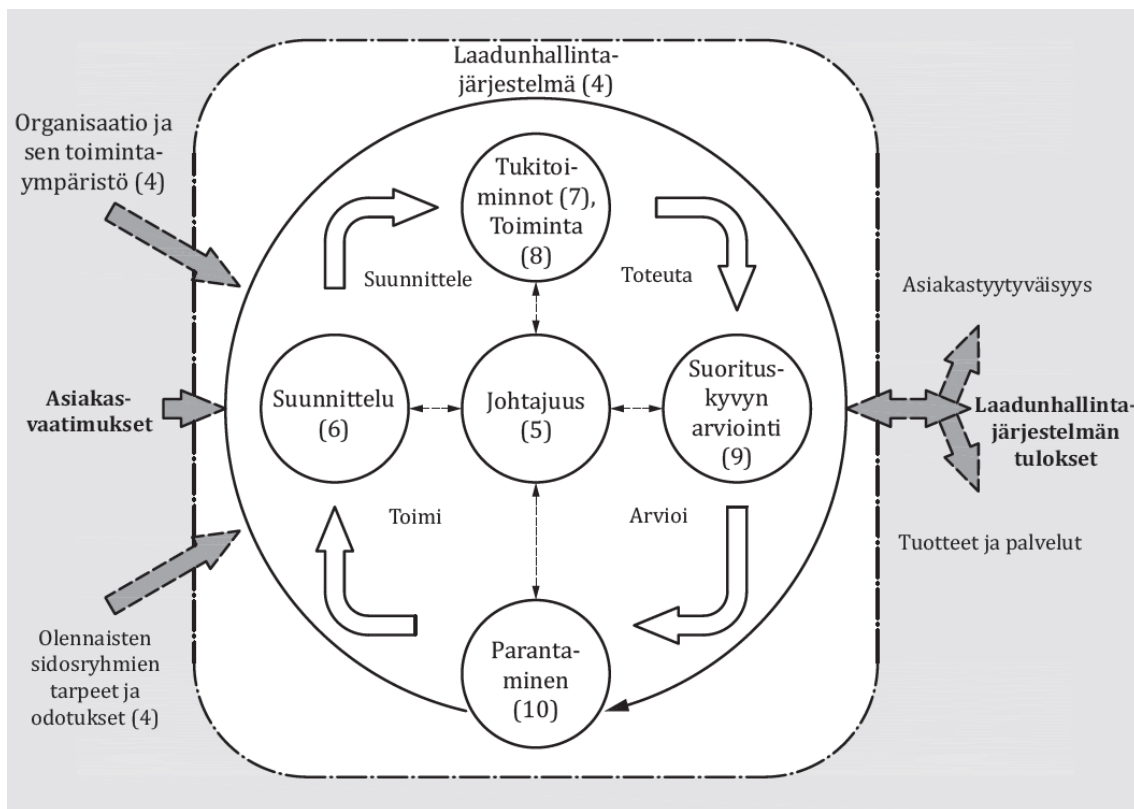 Laadunhallinta-
järjestelmä (4)
Organisaatio ja
sen toiminta-
ympäristö (4)
Tukitoi-
minnot (7),
Toiminta
(8)
Suunnittele
Toteuta
Asiakastyytyväisyys
Asiakas-
vaatimukset
Suunnittelu
(6)
Johtajuus
(5)
Suoritus-
kyvyn
arviointi
(9)
Laadunhallinta-
järjestelmän
tulokset
Toimi
Arvioi
Tuotteet ja palvelut
Olennaisten
sidosryhmien
tarpeet ja
odotukset (4)
Paranta-
minen
(10)